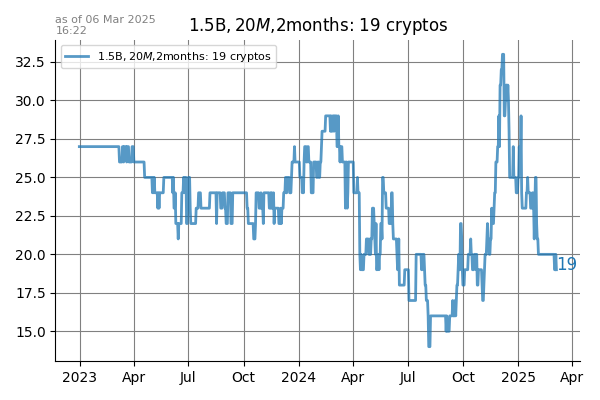 as of 06 Mar 2025
16:22
1.5B, 20M,2months: 19 cryptos
1.5B, 20M,2months: 19 cryptos
32.5
30.0
27.5
25.0
22.5
20.0
17.5
15.0
19
2023 Apr Jul Oct 2024 Apr Jul Oct 2025 Apr